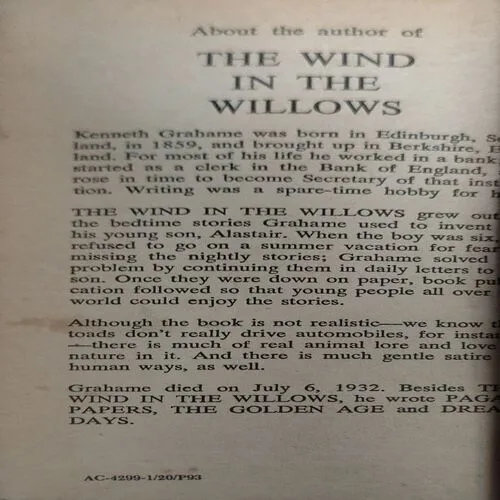 About the author of
THE WIND
IN THE
WILLOWS
Kenneth Grahame was born in Edinburgh,
land, in 1859, and brought up in Berkshire,
land. For most of his life he worked in a bank
started as a clerk in the Bank of England,
rose in time to become Secretary of that
tion. Writing was a spare-time hobby for
THE WIND IN THE WILLOWS grew
the bedtime stories Grahame used to invent
his young son, Alastair. When the boy was six,
refused to go on a summer vacation for fear
missing the nightly stories; Grahame solved
problem by continuing them in daily letters to
son. Once they were down on paper, book
cation followed so that young people all over
world could enjoy the stories.
Although the book is not realistic—we know
toads don't really drive automobiles, for
—there is much of real animal lore and love
nature in it. And there is much gentle satire
human ways, as well.
Grahame died on July 6, 1932. Besides
WIND IN THE WILLOWS, he wrote
PAPERS, THE GOLDEN AGE and
DAYS.
AC-4299-1/20/P93